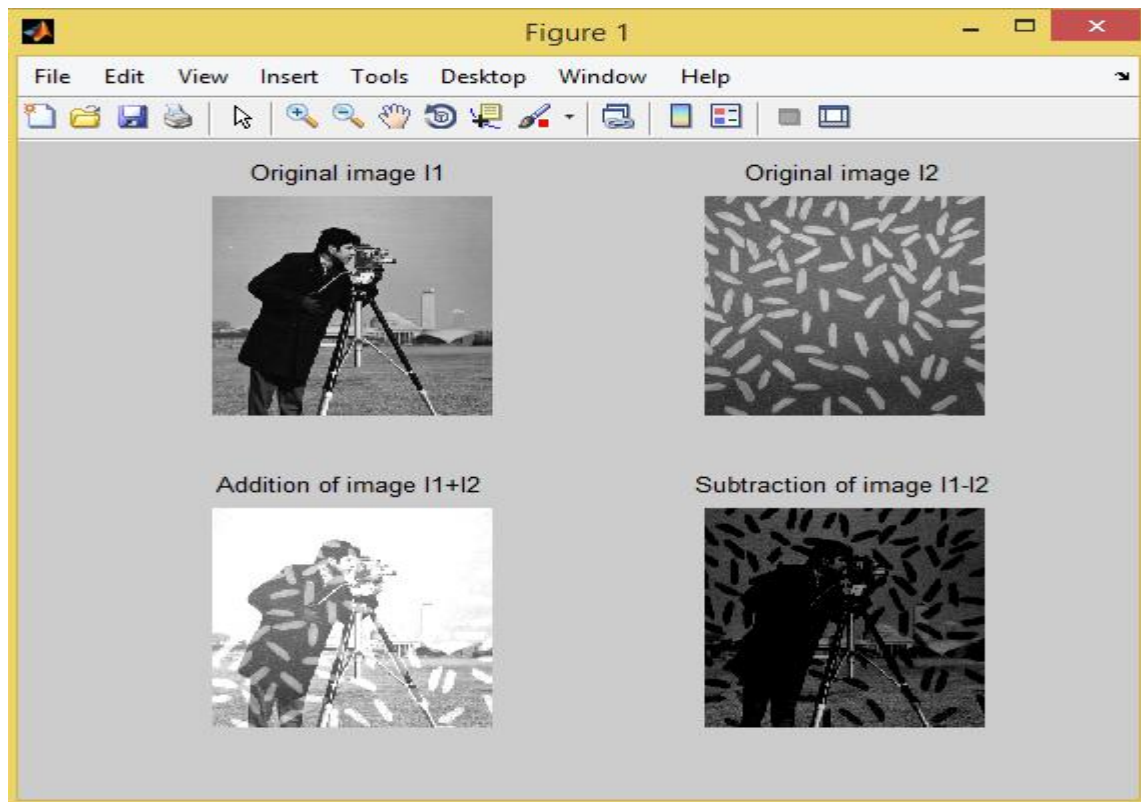 Figure 1
File Edit View Insert Tools Desktop Window Help
Original image I1
Original image I2
Addition of image I1+I2
Subtraction of image I1-I2